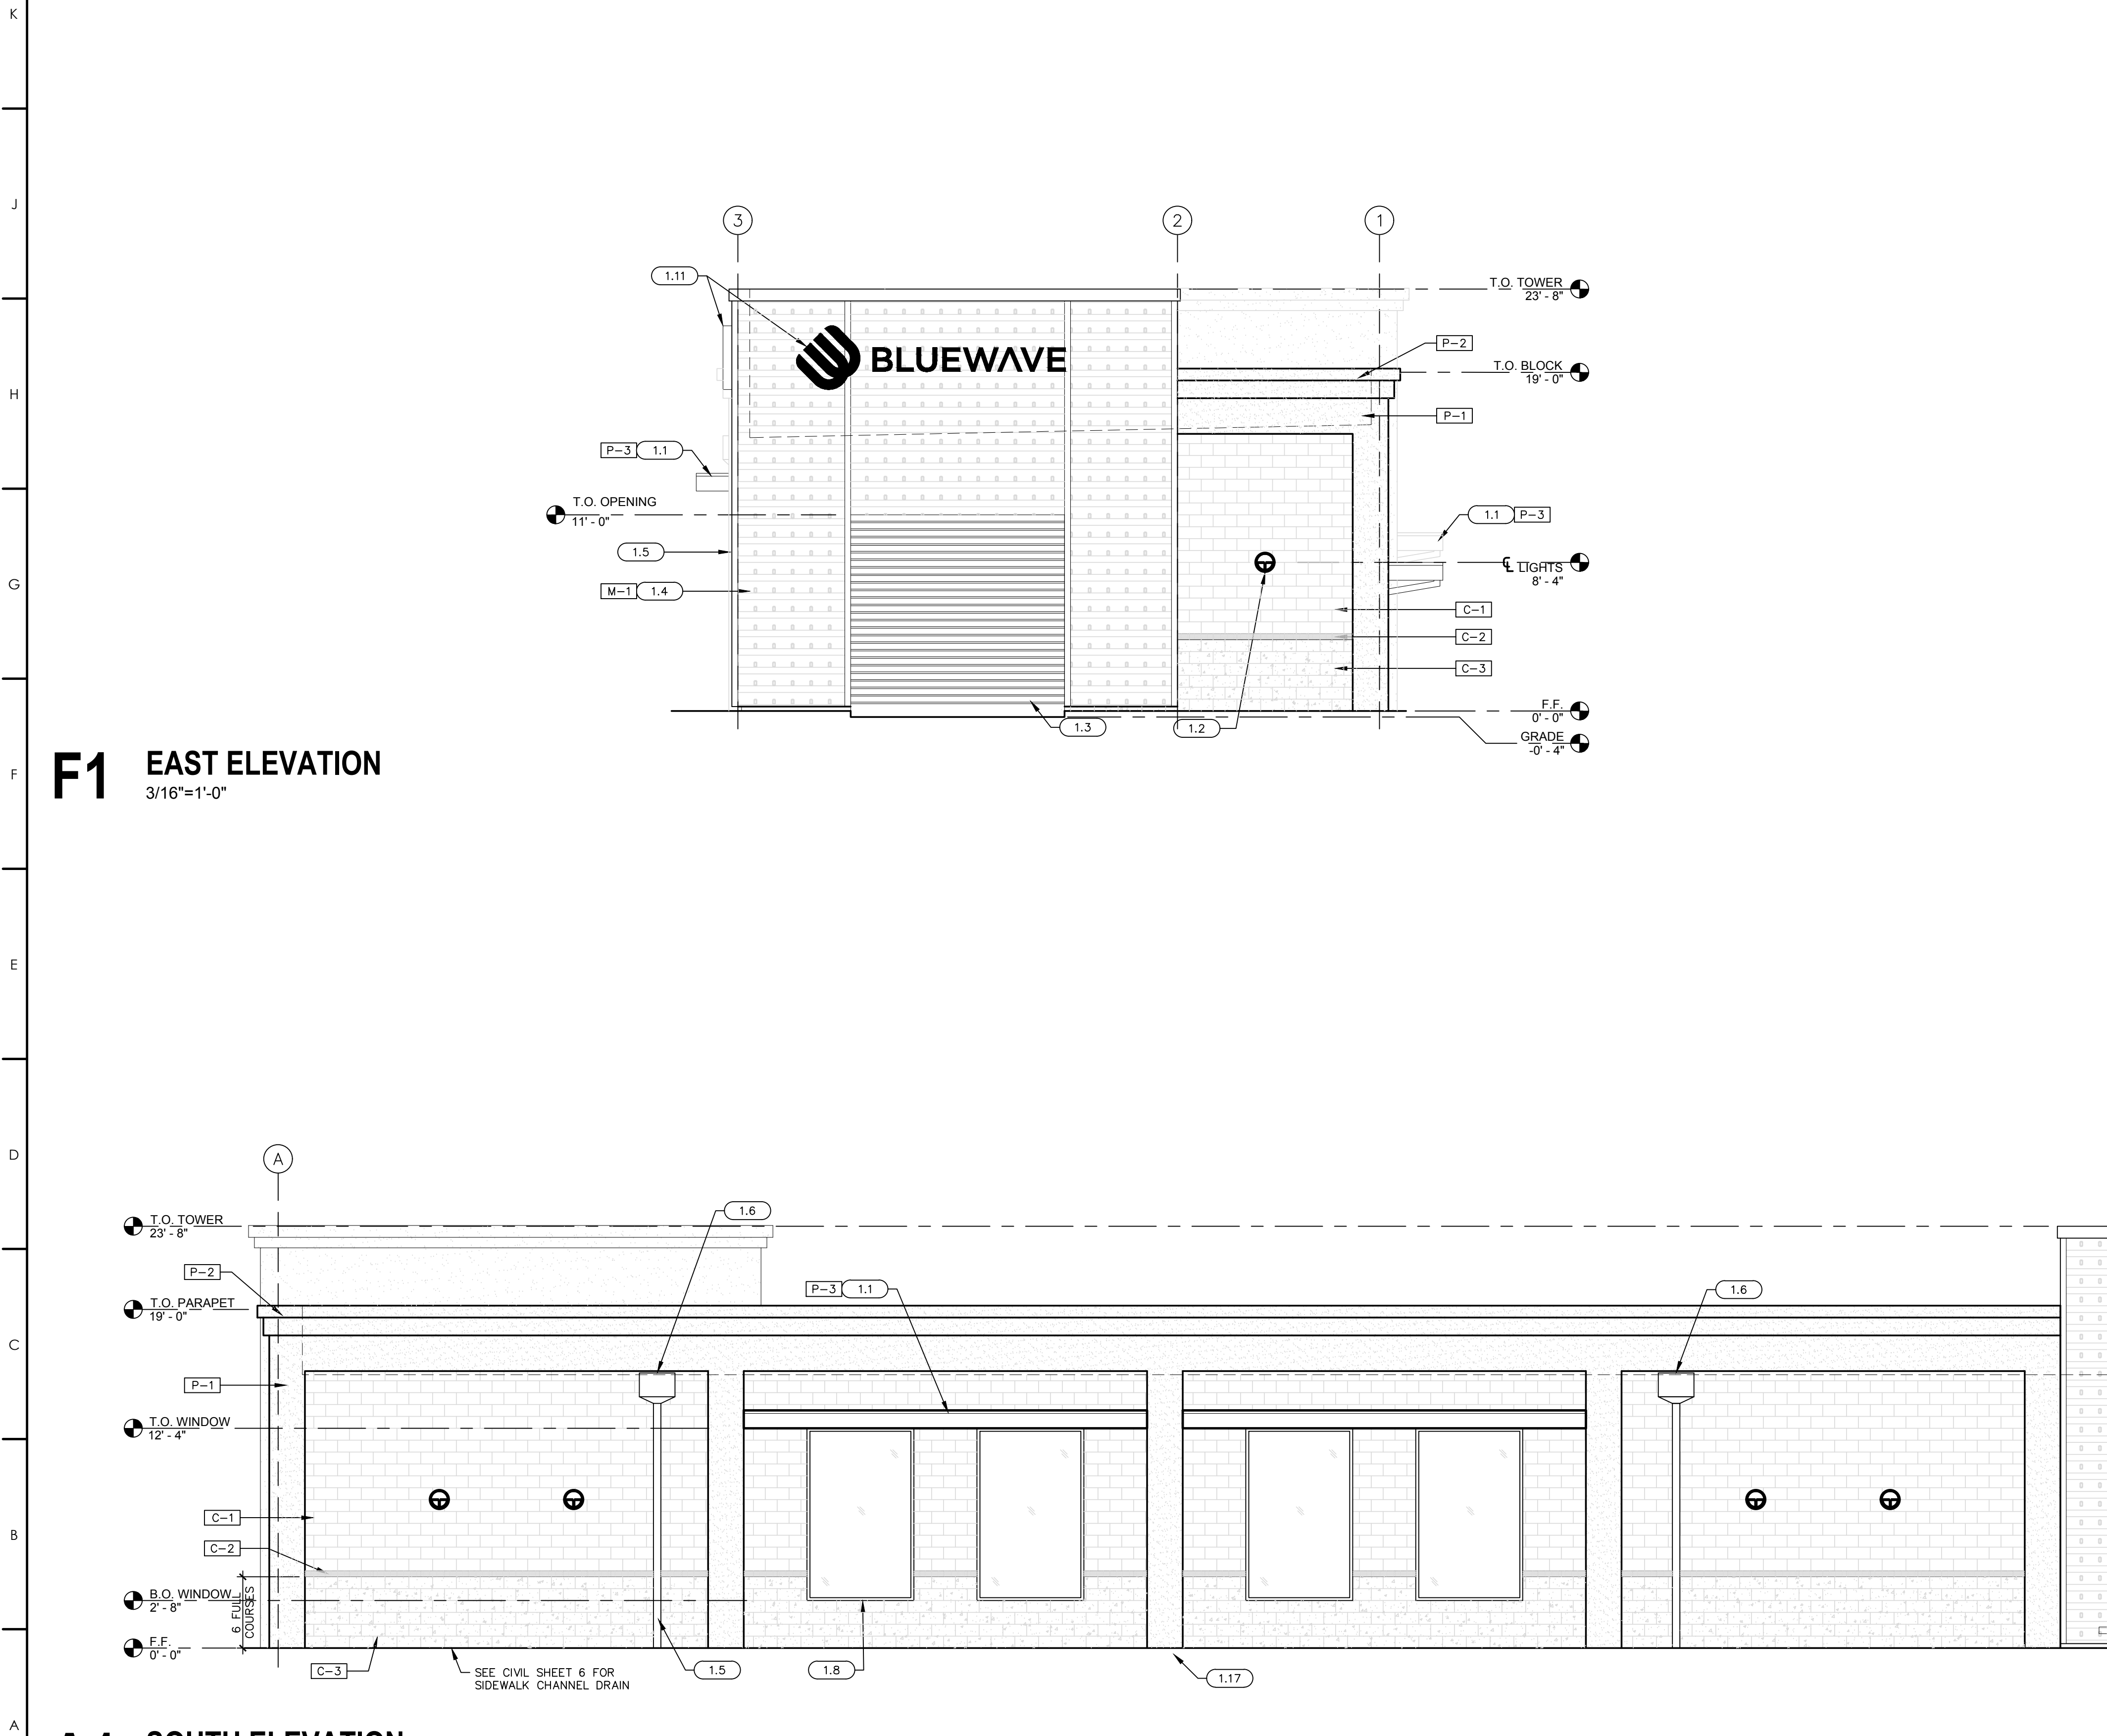 K
J
H
G
F
E
D
C
B
A
3
2
1
1.11
T.O. TOWER
23' - 8"
P-2
BLUEWAVE
T.O. BLOCK
19' - 0"
P-1
P-3 1.1
T.O. OPENING
11' - 0"
1.1 P-3
1.5
℄ LIGHTS
8' - 4"
M-1 1.4
C-1
C-2
C-3
F.F.
0' - 0"
1.3
1.2
GRADE
-0' - 4"
F1 EAST ELEVATION
3/16"=1'-0"
A
1.6
T.O. TOWER
23' - 8"
P-2
P-3 1.1
1.6
T.O. PARAPET
19' - 0"
P-1
T.O. WINDOW
12' - 4"
C-1
C-2
B.O. WINDOW
2' - 8"
6 FULL
COURSES
F.F.
0' - 0"
C-3
SEE CIVIL SHEET 6 FOR
SIDEWALK CHANNEL DRAIN
1.5
1.8
1.17
SOUTH ELEVATION